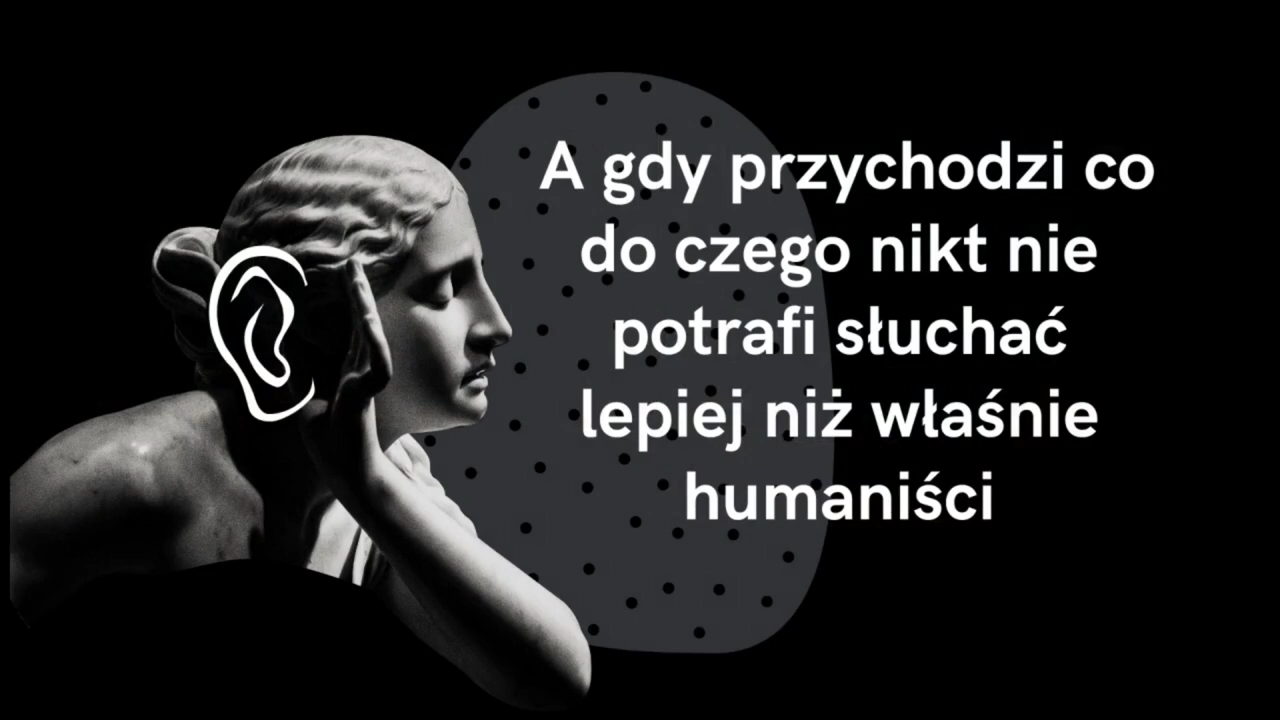 A gdy przychodzi co
do czego nikt nie
potrafi słuchać
lepiej niż właśnie
humaniści